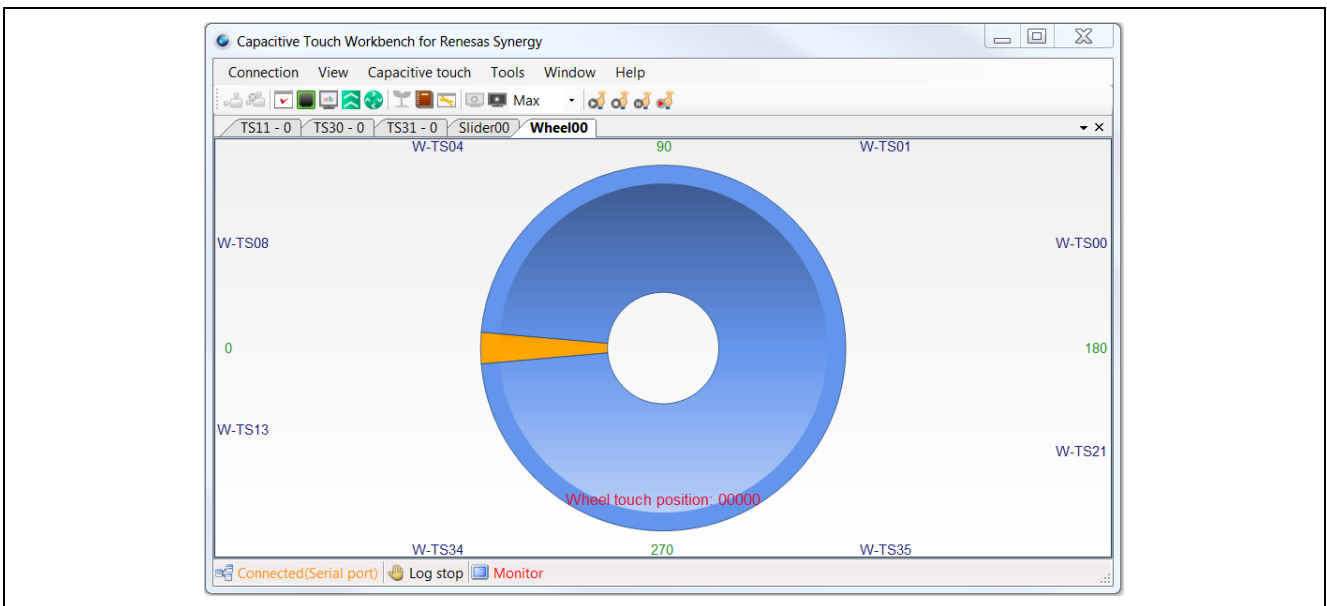 Capacitive Touch Workbench for Renesas Synergy
Connection View Capacitive touch Tools Window Help
Max
TS11 - 0 TS30 - 0 TS31 - 0 Slider00 Wheel00
W-TS04 90 W-TS01
W-TS08 W-TS00
0 180
W-TS13
W-TS21
Wheel touch position: 00000
W-TS34 270 W-TS35
Connected(Serial port) Log stop Monitor